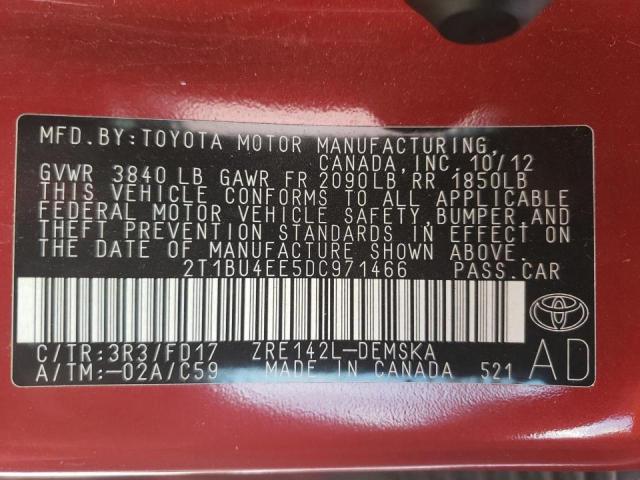 MFD.BY:TOYOTA MOTOR MANUFACTURING,
CANADA,INC. 10/12
GVWR 3840 LB GAWR FR 2090LB RR 1850LB
THIS VEHICLE CONFORMS TO ALL APPLICABLE
FEDERAL MOTOR VEHICLE SAFETY,BUMPER,AND
THEFT PREVENTION STANDARDS IN EFFECT ON
THE DATE OF MANUFACTURE SHOWN ABOVE.
2T1BU4EE5DC971466 PASS.CAR
C/TR:3R3/FD17 ZRE142L-DEMSKA
A/TM:-02A/C59 MADE IN CANADA 521
AD